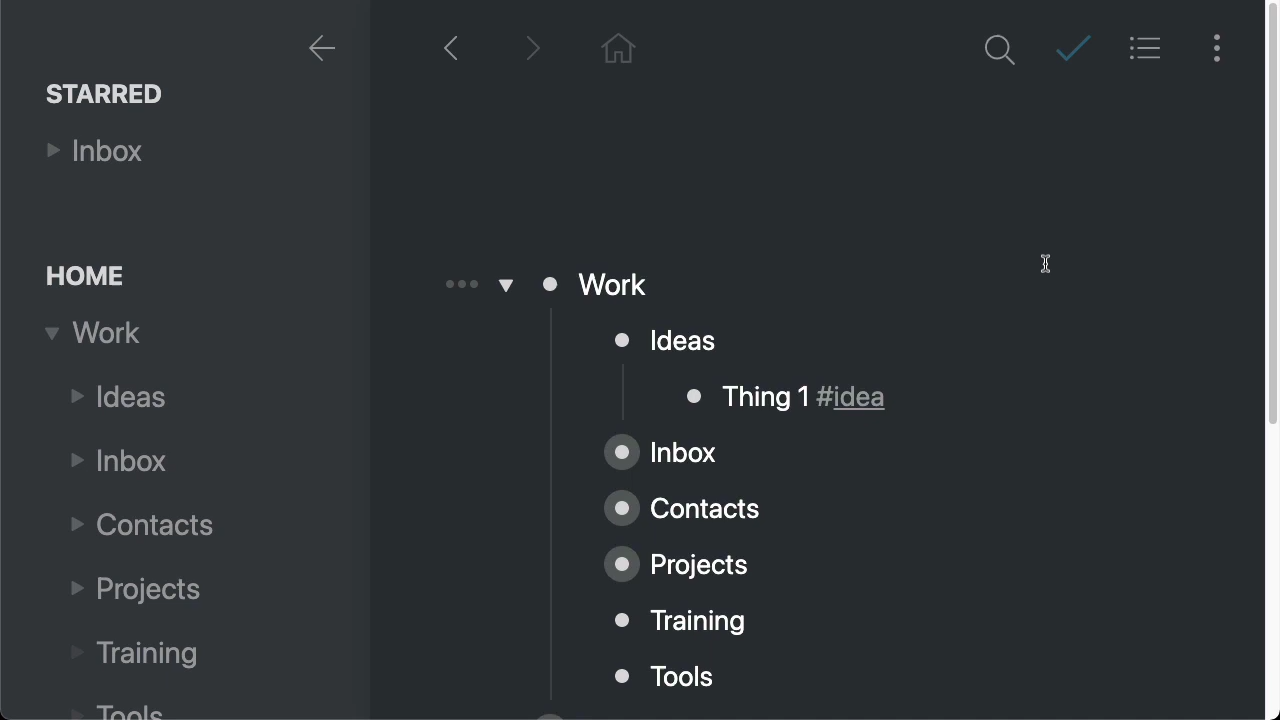 STARRED
Inbox
HOME
Work
Ideas
Inbox
Contacts
Projects
Training
Tools
Work
Ideas
Thing 1 #idea
Inbox
Contacts
Projects
Training
Tools